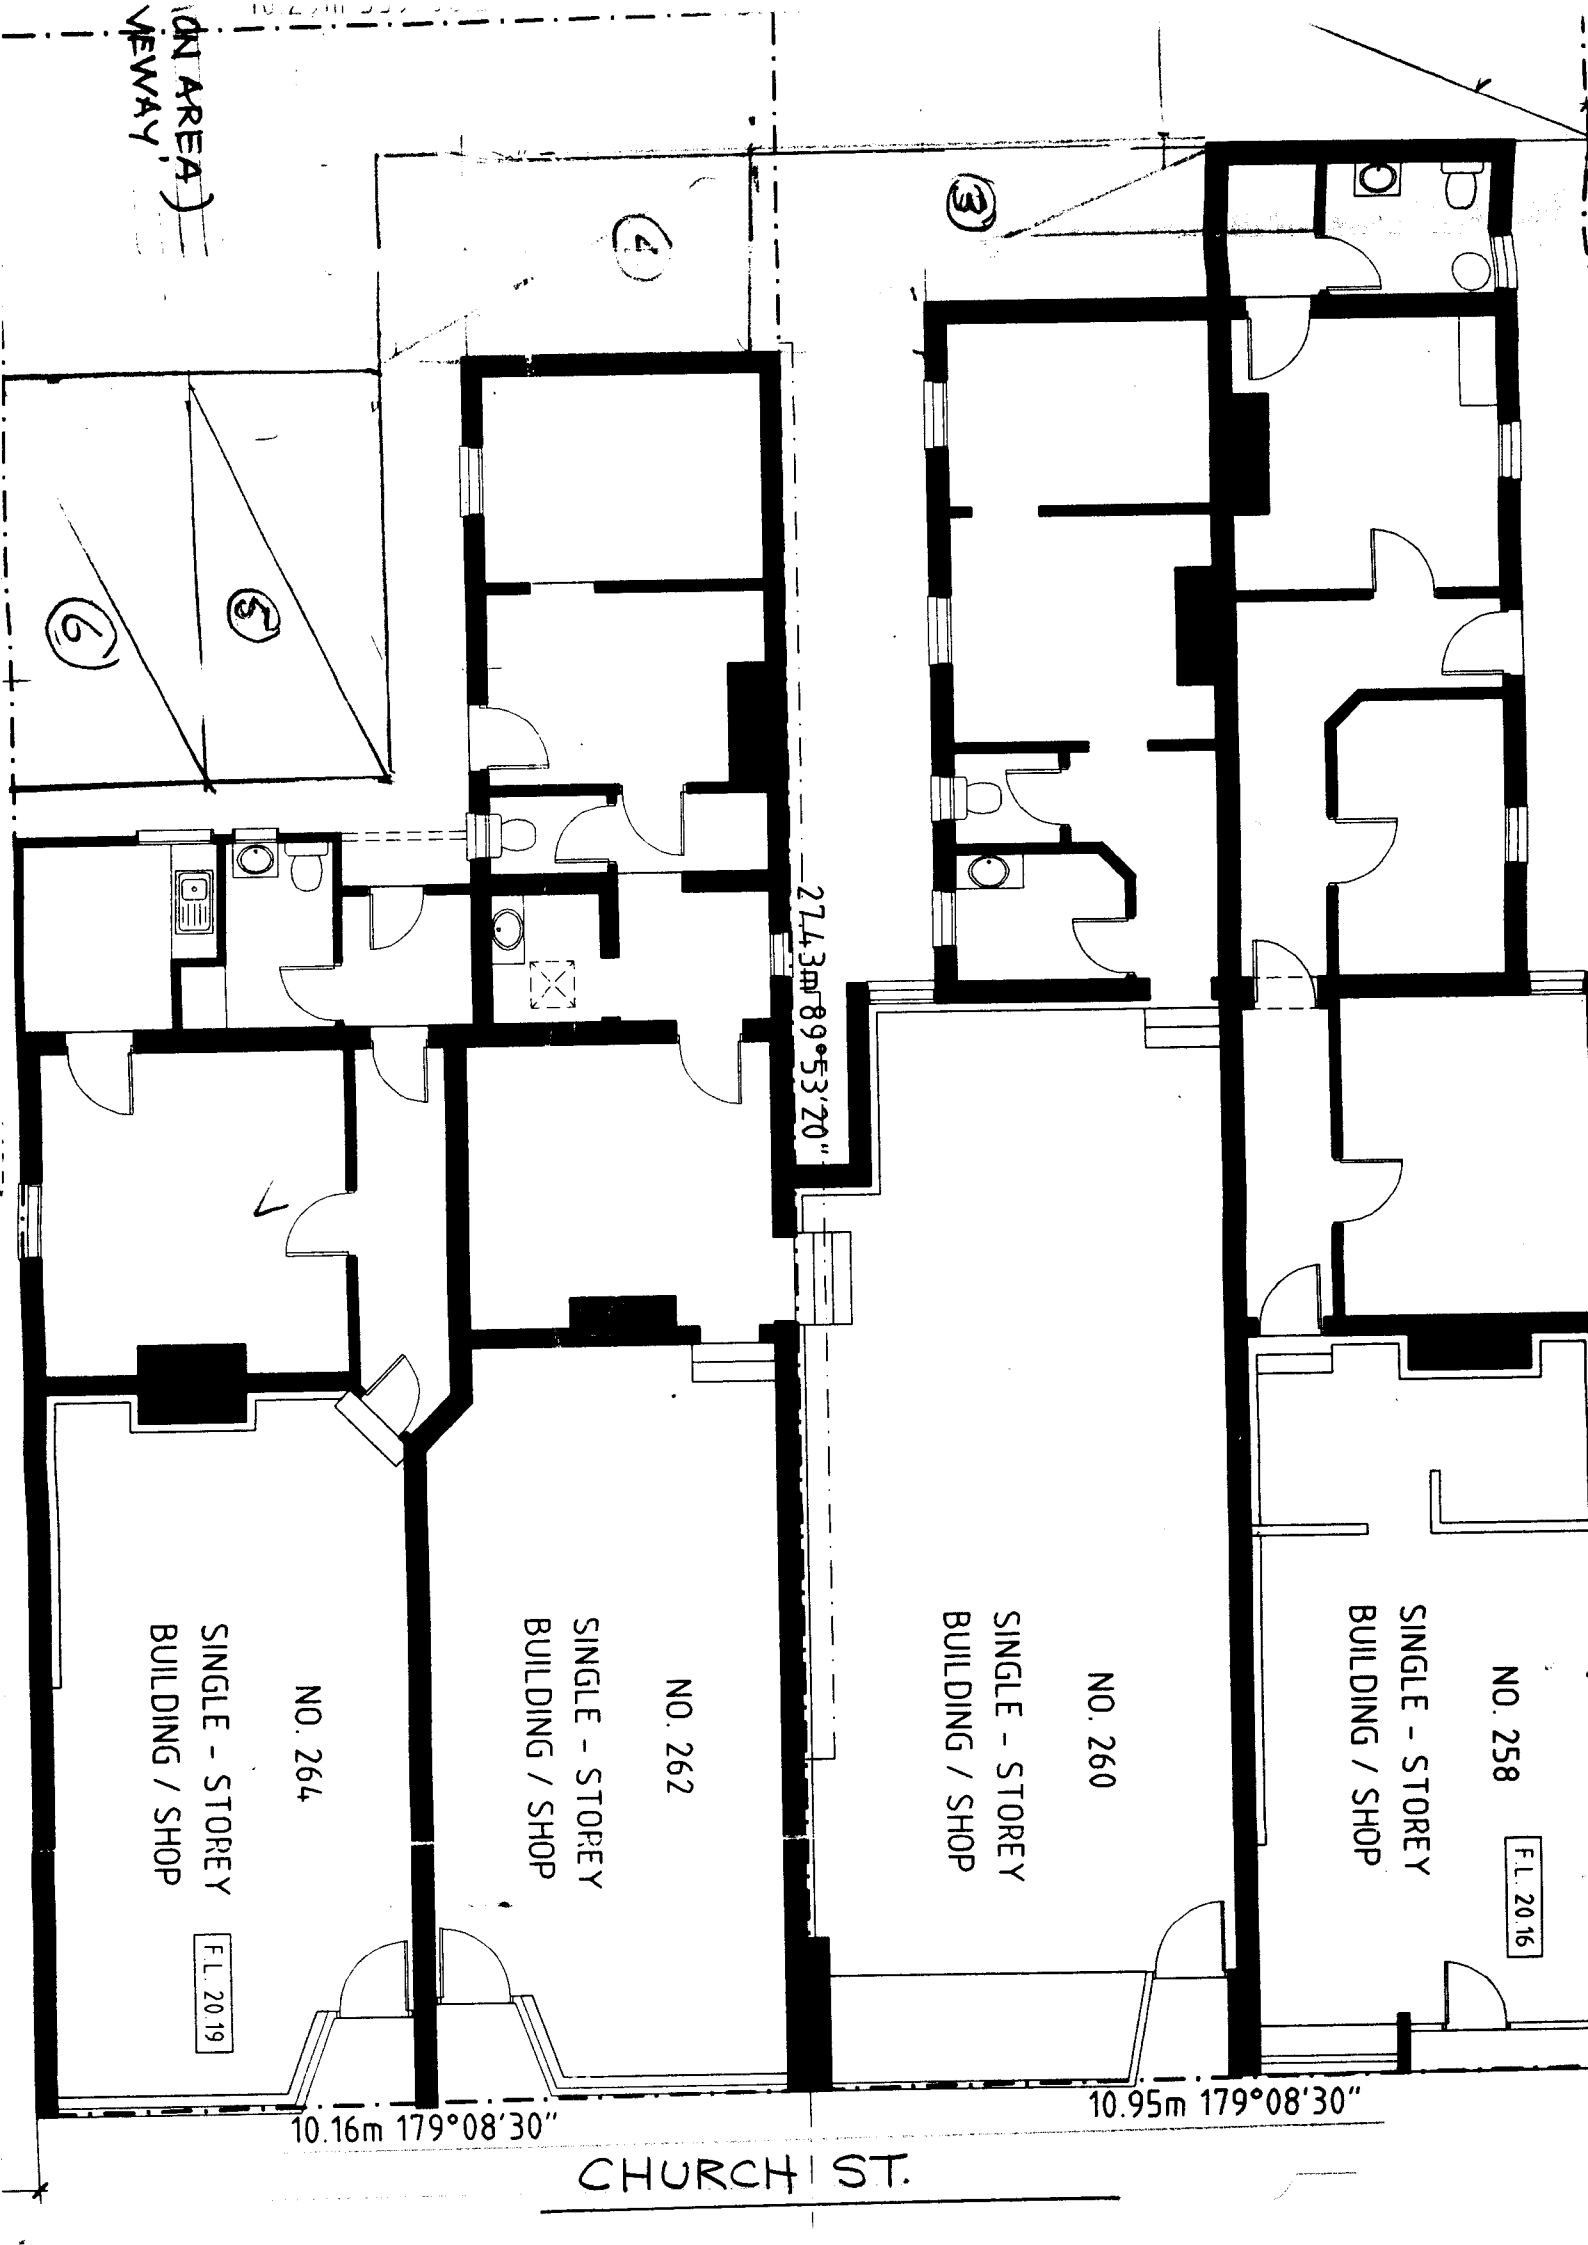 ON AREA)
3
4
5
6
27.43m 89°53'20"
NO. 264
SINGLE - STOREY
BUILDING / SHOP
F.L. 20.19
NO. 262
SINGLE - STOREY
BUILDING / SHOP
NO. 260
SINGLE - STOREY
BUILDING / SHOP
NO. 258
SINGLE - STOREY
BUILDING / SHOP
F.L. 20.16
10.16m 179°08'30"
10.95m 179°08'30"
CHURCH ST.